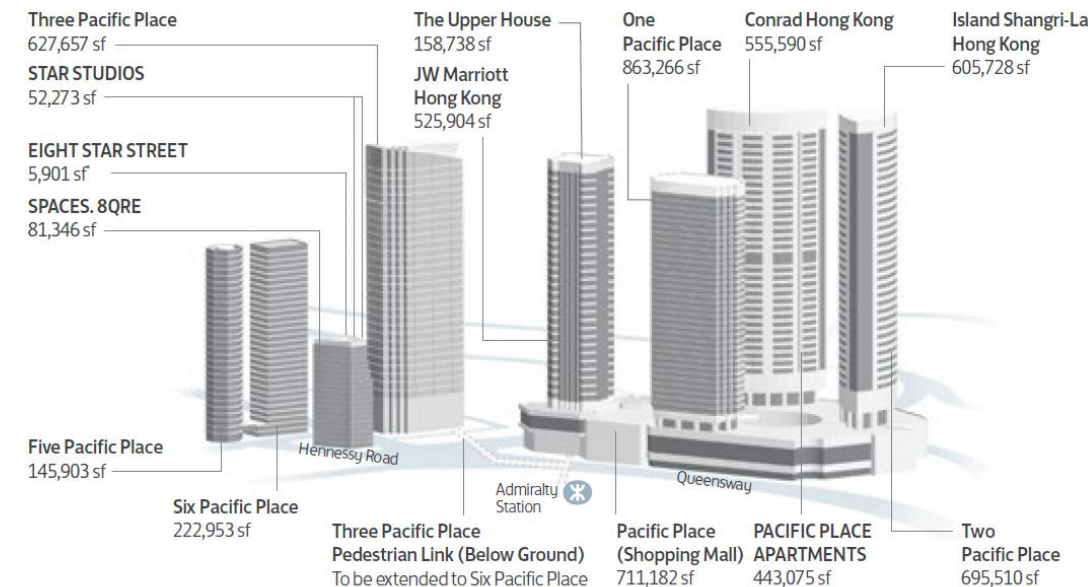 Three Pacific Place
627,657 sf
STAR STUDIOS
52,273 sf
EIGHT STAR STREET
5,901 sf
SPACES. 8QRE
81,346 sf
The Upper House
158,738 sf
JW Marriott
Hong Kong
525,904 sf
One
Pacific Place
863,266 sf
Conrad Hong Kong
555,590 sf
Island Shangri-La
Hong Kong
605,728 sf
Five Pacific Place
145,903 sf
Hennessy Road
Six Pacific Place
222,953 sf
Admiralty
Station
Queensway
Three Pacific Place
Pedestrian Link (Below Ground)
To be extended to Six Pacific Place
Pacific Place
(Shopping Mall)
711,182 sf
PACIFIC PLACE
APARTMENTS
443,075 sf
Two
Pacific Place
695,510 sf